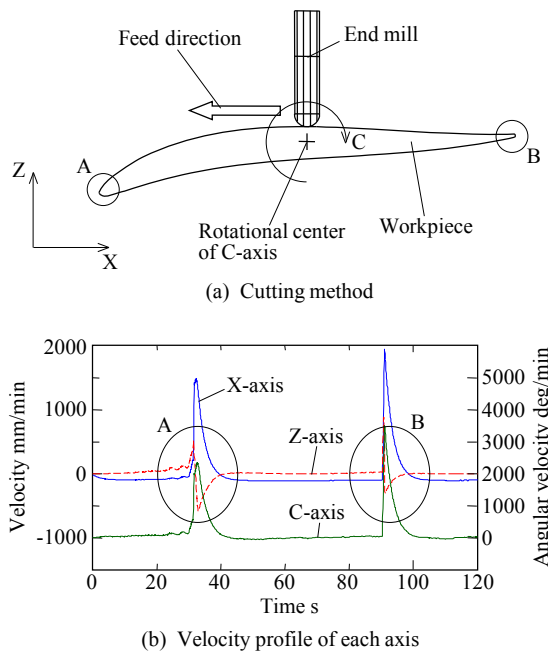 End mill
Feed direction
A
B
C
Z
X
Rotational center
of C-axis
Workpiece
(a) Cutting method
2000
1000
0
-1000
Velocity mm/min
X-axis
A
B
Z-axis
C-axis
5000
4000
3000
2000
1000
0
Angular velocity deg/min
0
20
40
60
80
100
120
Time s
(b) Velocity profile of each axis